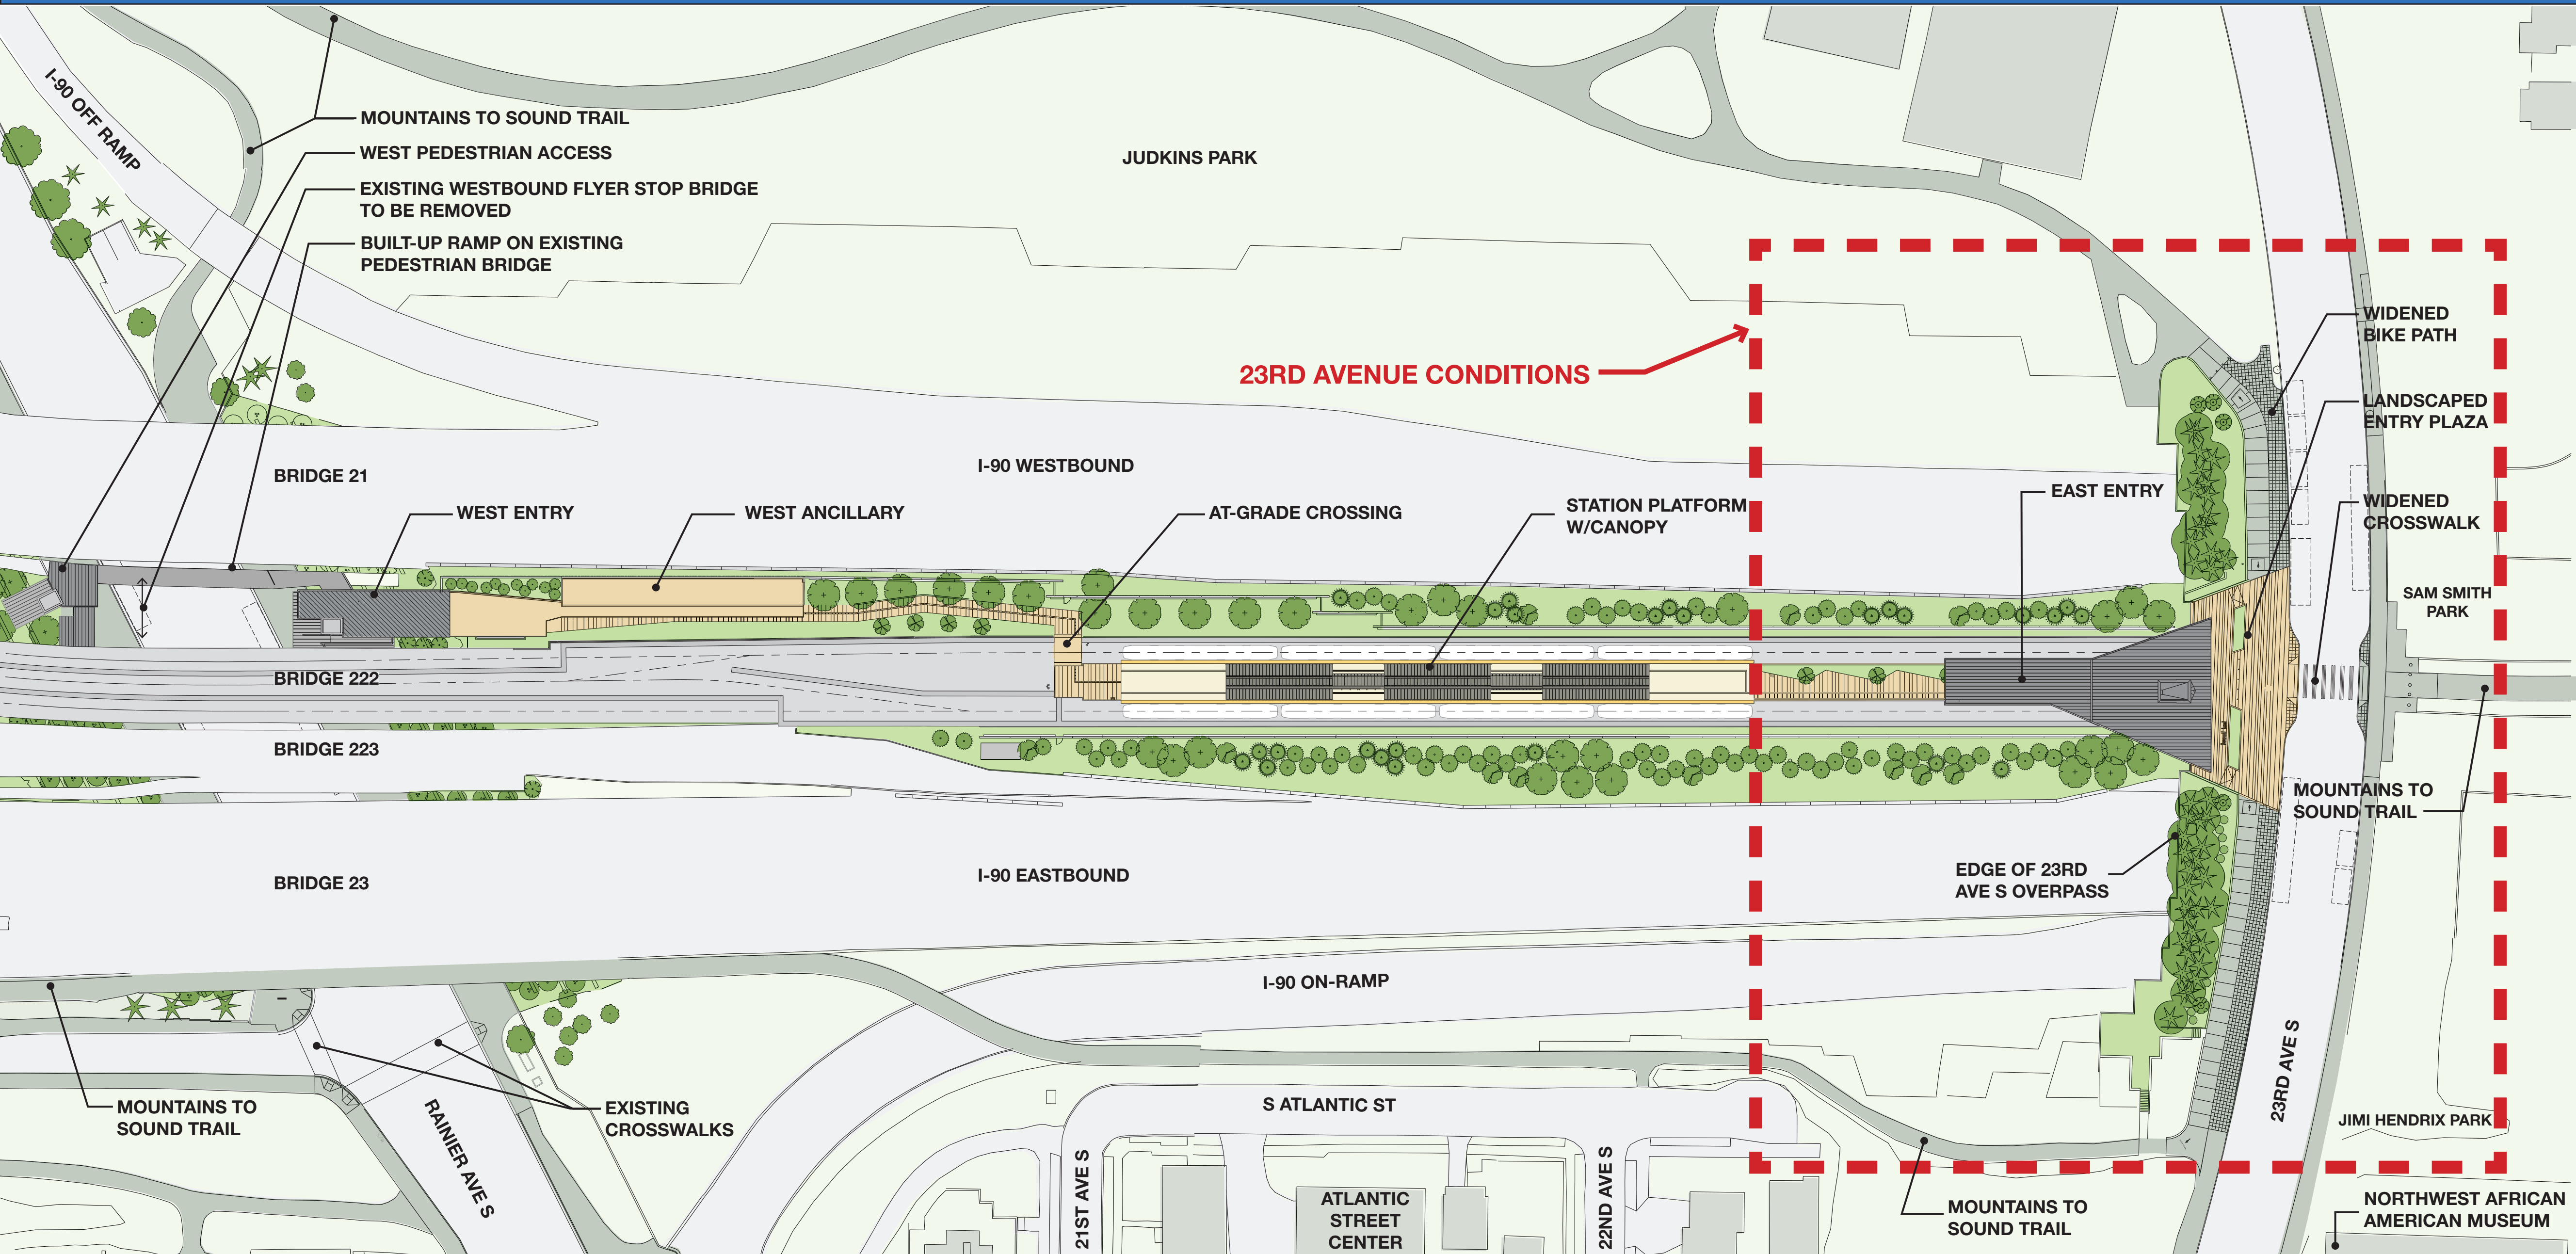 I-90 OFF RAMP
MOUNTAINS TO SOUND TRAIL
WEST PEDESTRIAN ACCESS
EXISTING WESTBOUND FLYER STOP BRIDGE
TO BE REMOVED
BUILT-UP RAMP ON EXISTING
PEDESTRIAN BRIDGE
JUDKINS PARK
23RD AVENUE CONDITIONS
WIDENED
BIKE PATH
LANDSCAPED
ENTRY PLAZA
BRIDGE 21
I-90 WESTBOUND
WEST ENTRY
WEST ANCILLARY
AT-GRADE CROSSING
STATION PLATFORM
W/CANOPY
EAST ENTRY
WIDENED
CROSSWALK
SAM SMITH
PARK
BRIDGE 222
BRIDGE 223
MOUNTAINS TO
SOUND TRAIL
BRIDGE 23
I-90 EASTBOUND
EDGE OF 23RD
AVE S OVERPASS
I-90 ON-RAMP
MOUNTAINS TO
SOUND TRAIL
RAINIER AVE S
EXISTING
CROSSWALKS
S ATLANTIC ST
23RD AVE S
JIMI HENDRIX PARK
21ST AVE S
ATLANTIC
STREET
CENTER
22ND AVE S
MOUNTAINS TO
SOUND TRAIL
NORTHWEST AFRICAN
AMERICAN MUSEUM